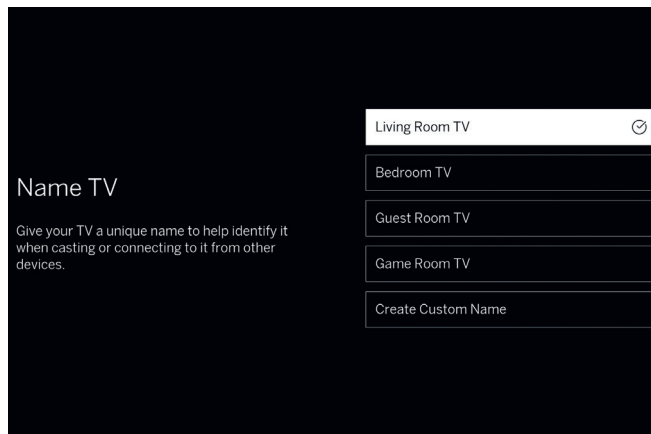 Name TV
Give your TV a unique name to help identify it
when casting or connecting to it from other
devices.
Living Room TV
Bedroom TV
Guest Room TV
Game Room TV
Create Custom Name